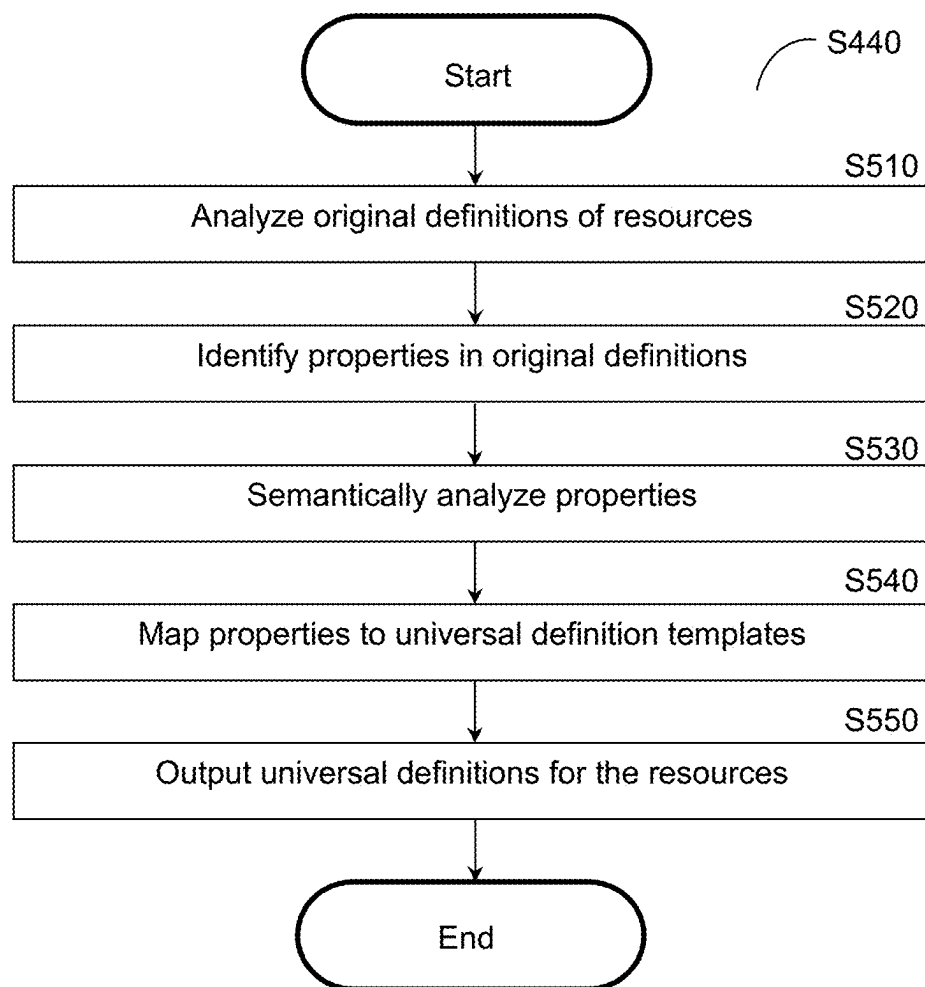 S440
Start
S510
Analyze original definitions of resources
S520
Identify properties in original definitions
S530
Semantically analyze properties
S540
Map properties to universal definition templates
S550
Output universal definitions for the resources
End